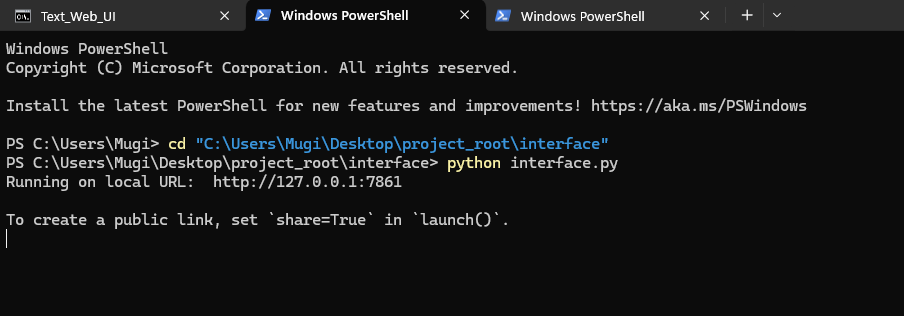 Text_Web_UI
Windows PowerShell
Windows PowerShell
Windows PowerShell
Copyright (C) Microsoft Corporation. All rights reserved.
Install the latest PowerShell for new features and improvements! https://aka.ms/PSWindows
PS C:\Users\Mugi> cd "C:\Users\Mugi\Desktop\project_root\interface"
PS C:\Users\Mugi\Desktop\project_root\interface> python interface.py
Running on local URL:  http://127.0.0.1:7861
To create a public link, set `share=True` in `launch()`.